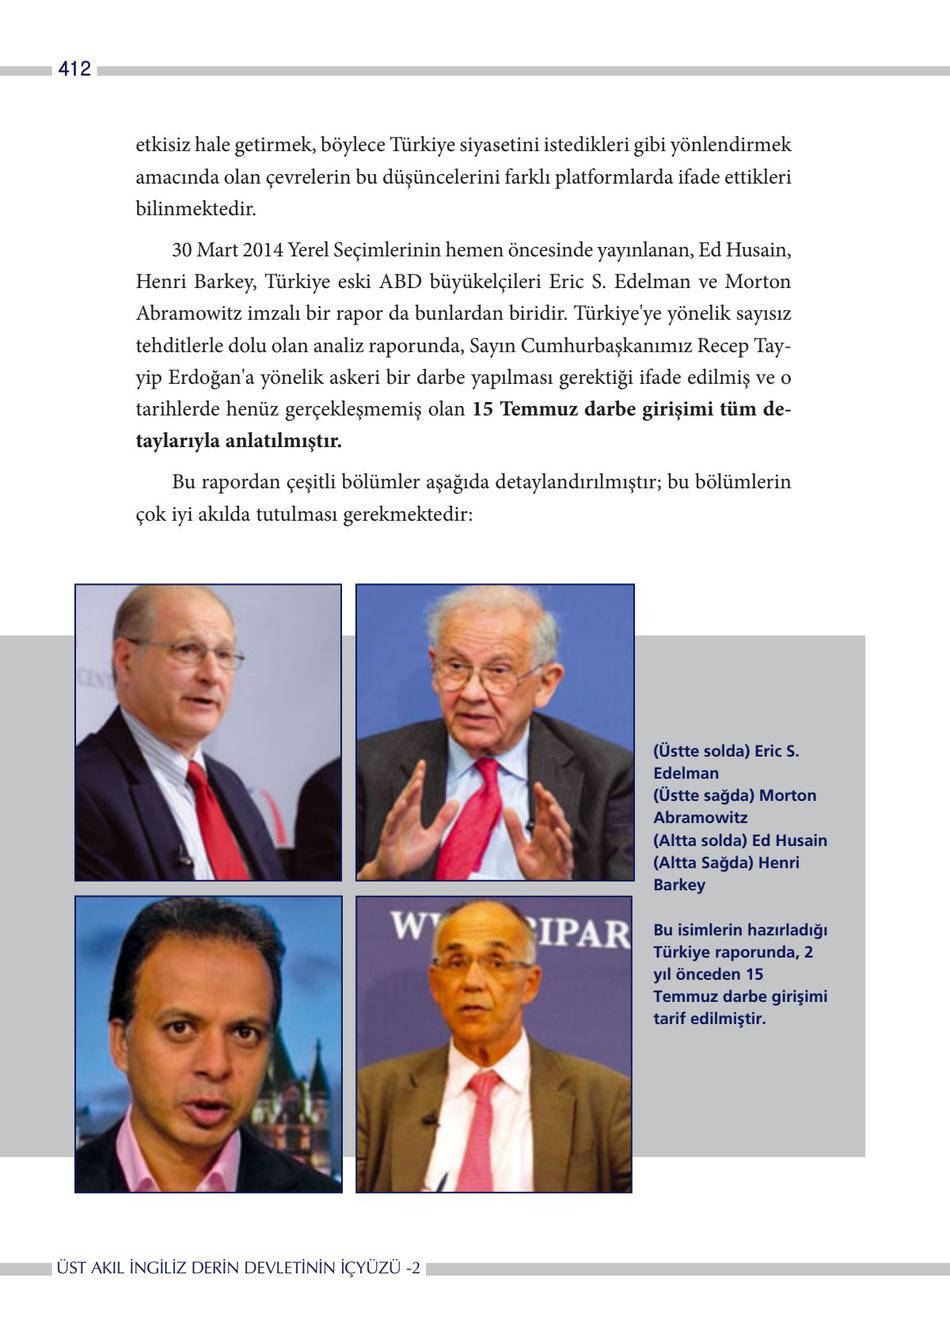 412
etkisiz hale getirmek, böylece Türkiye siyasetini istedikleri gibi yönlendirmek
amacında olan çevrelerin bu düşüncelerini farklı platformlarda ifade ettikleri
bilinmektedir.
30 Mart 2014 Yerel Seçimlerinin hemen öncesinde yayınlanan, Ed Husain,
Henri Barkey, Türkiye eski ABD büyükelçileri Eric S. Edelman ve Morton
Abramowitz imzalı bir rapor da bunlardan biridir. Türkiye'ye yönelik sayısız
tehditlerle dolu olan analiz raporunda, Sayın Cumhurbaşkanımız Recep Tay-
yip Erdoğan'a yönelik askeri bir darbe yapılması gerektiği ifade edilmiş ve o
tarihlerde henüz gerçekleşmemiş olan 15 Temmuz darbe girişimi tüm de-
taylarıyla anlatılmıştır.
Bu rapordan çeşitli bölümler aşağıda detaylandırılmıştır; bu bölümlerin
çok iyi akılda tutulması gerekmektedir:
CENT
W
CIPAR
(Üstte solda) Eric S.
Edelman
(Üstte sağda) Morton
Abramowitz
(Altta solda) Ed Husain
(Altta Sağda) Henri
Barkey
Bu isimlerin hazırladığı
Türkiye raporunda, 2
yıl önceden 15
Temmuz darbe girişimi
tarif edilmiştir.
ÜST AKIL İNGİLİZ DERİN DEVLETİNİN İÇYÜZÜ -2